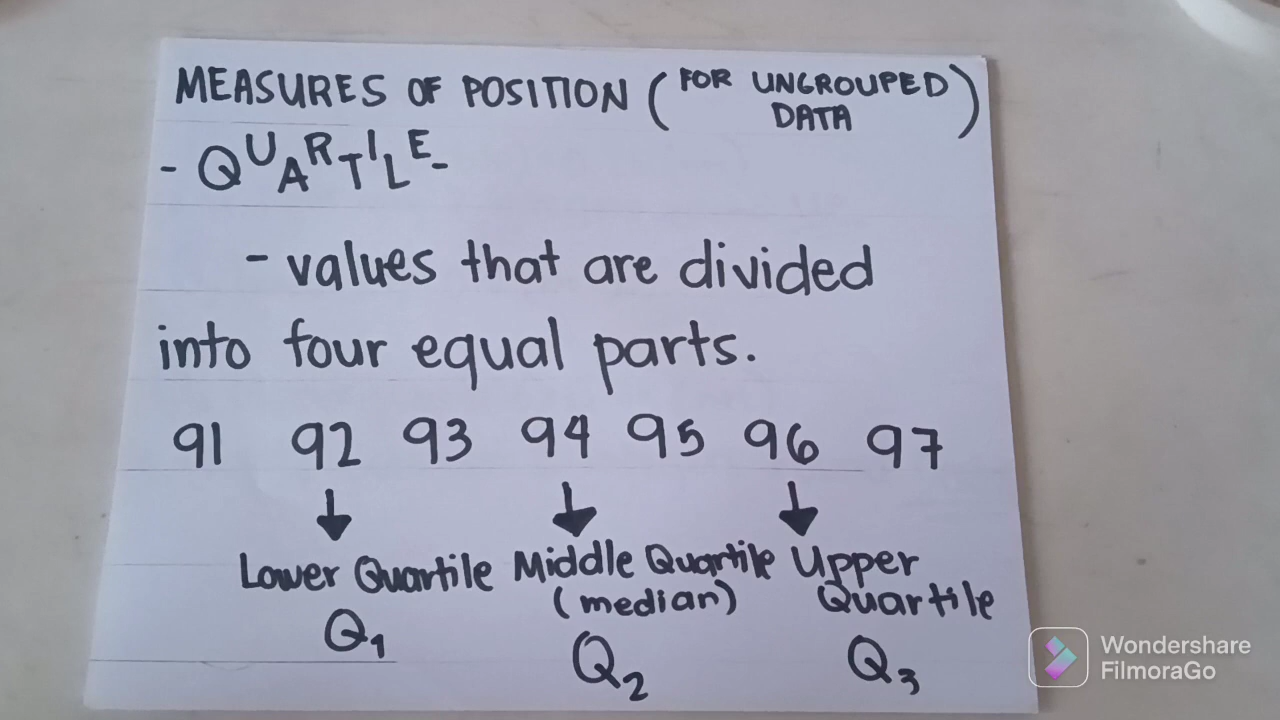 MEASURES OF POSITION (FOR UNGROUPED DATA)
- QUARTILE -
- values that are divided
into four equal parts.
91 92 93 94 95 96 97
Lower Quartile Middle Quartile Upper
(median) Quartile
Q1 Q2 Q3
Wondershare
FilmoraGo